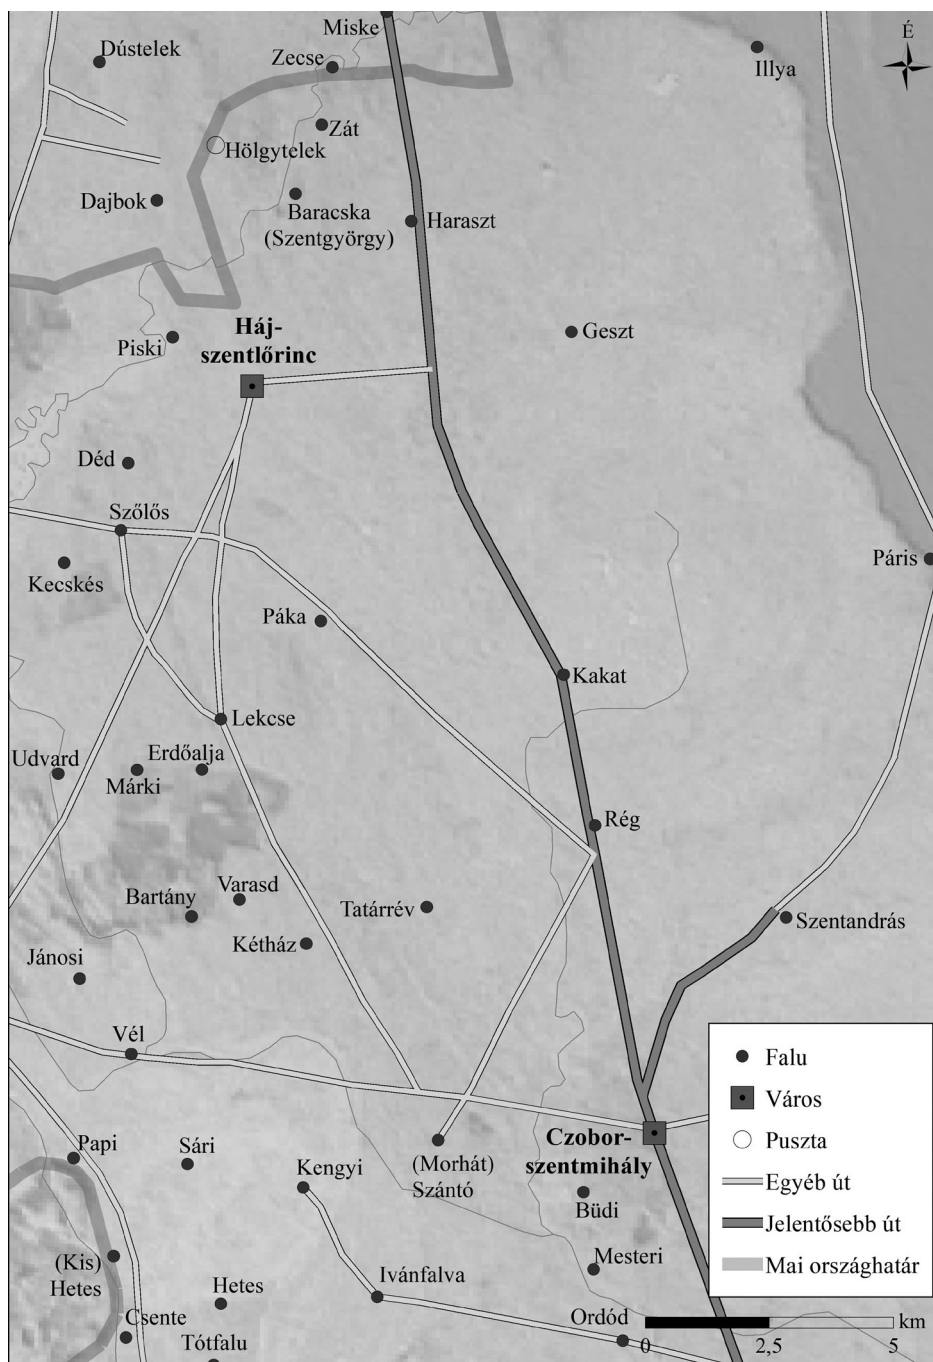 Miske
É
Dústelek
Zecse
Illya
Zát
Hölgytelek
Dajbok
Baracska
(Szentgyörgy)
Haraszt
Háj-
szentlőrinc
Geszt
Piski
Déd
Szőlős
Páris
Kecskés
Páka
Kakat
Lekcse
Udvard
Erdőalja
Márki
Rég
Varasd
Bartány
Tatárrév
Szentandrás
Kétház
Jánosi
Vél
Falu
Város
Puszta
Egyéb út
Jelentősebb út
Mai országhatár
Papi
Sári
Kengyi
(Morhát)
Szántó
Czobor-
szentmihály
Büdi
(Kis)
Hetes
Mesteri
Hetes
Ivánfalva
Csente
Ordód
Tótfalu
km
0
2,5
5